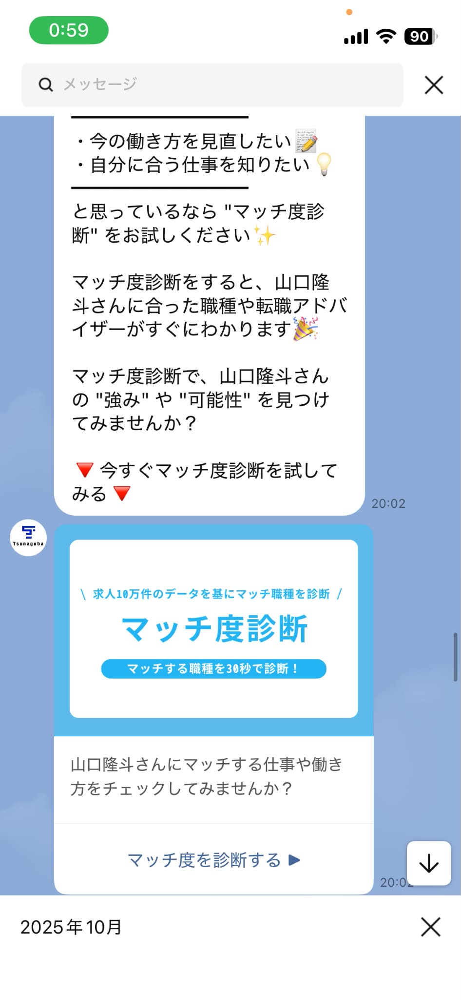 0:59
90
メッセージ
・今の働き方を見直したい📝
・自分に合う仕事を知りたい💡
と思っているなら "マッチ度診
断" をお試しください✨
マッチ度診断をすると、山口隆
斗さんに合った職種や転職アドバ
イザーがすぐにわかります🎉
マッチ度診断で、山口隆斗さん
の "強み" や "可能性" を見つけ
てみませんか？
🔻今すぐマッチ度診断を試して
みる🔻
20:02
Tsunaguba
\ 求人10万件のデータを基にマッチ職種を診断 /
マッチ度診断
マッチする職種を30秒で診断！
山口隆斗さんにマッチする仕事や働き
方をチェックしてみませんか？
マッチ度を診断する ▶
20:02
2025年10月